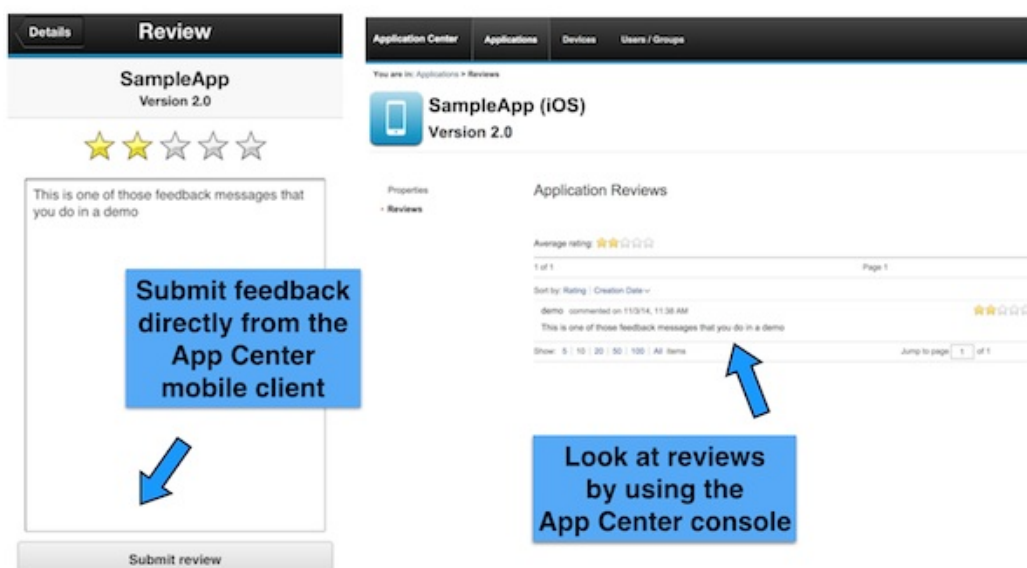 Details
Review
SampleApp
Version 2.0
This is one of those feedback messages that
you do in a demo
Submit feedback
directly from the
App Center
mobile client
Submit review
Application Center Applications Devices Users / Groups
You are in: Applications > Reviews
SampleApp (iOS)
Version 2.0
Properties
Reviews
Application Reviews
Average rating:
1 of 1 Page 1
Sort by: Rating | Creation Date
demo commented on 11/3/14, 11:38 AM
This is one of those feedback messages that you do in a demo
Show: 5 | 10 | 20 | 50 | 100 | All items Jump to page 1 of 1
Look at reviews
by using the
App Center console